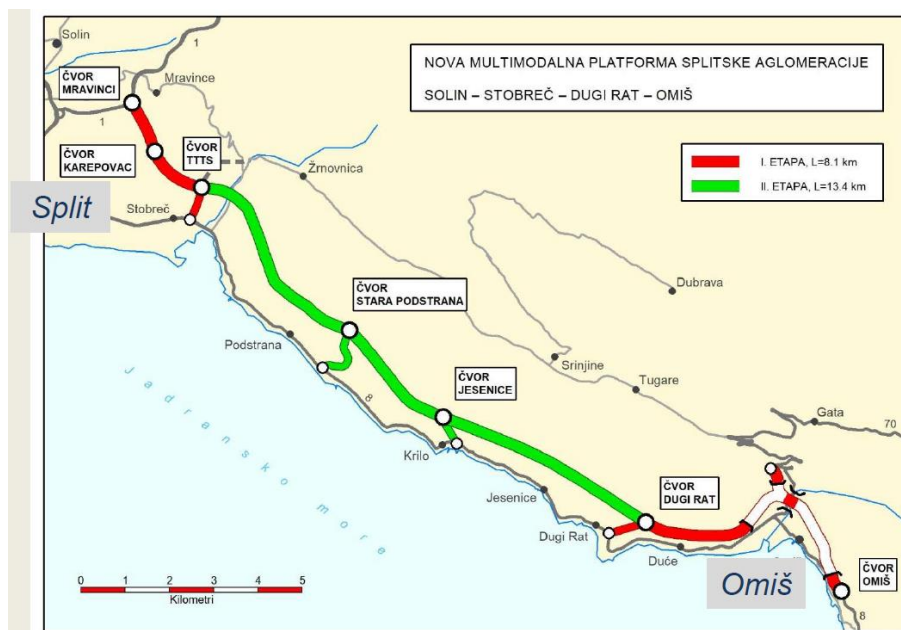 Solin
1
NOVA MULTIMODALNA PLATFORMA SPLITSKE AGLOMERACIJE
SOLIN – STOBREČ – DUGI RAT – OMIŠ
ČVOR
MRAVINCI
Mravince
1
ČVOR
KAREPOVAC
ČVOR
TTTS
Žrnovnica
I. ETAPA, L=8.1 km
II. ETAPA, L=13.4 km
Split
Stobreč
Dubrava
ČVOR
STARA PODSTRANA
Podstrana
Srinjine
ČVOR
JESENICE
Tugare
8
Gata
70
Jadransko more
Krilo
ČVOR
DUGI RAT
Jesenice
Dugi Rat
Duće
Omiš
ČVOR
OMIŠ
8
0 1 2 3 4 5
Kilometri